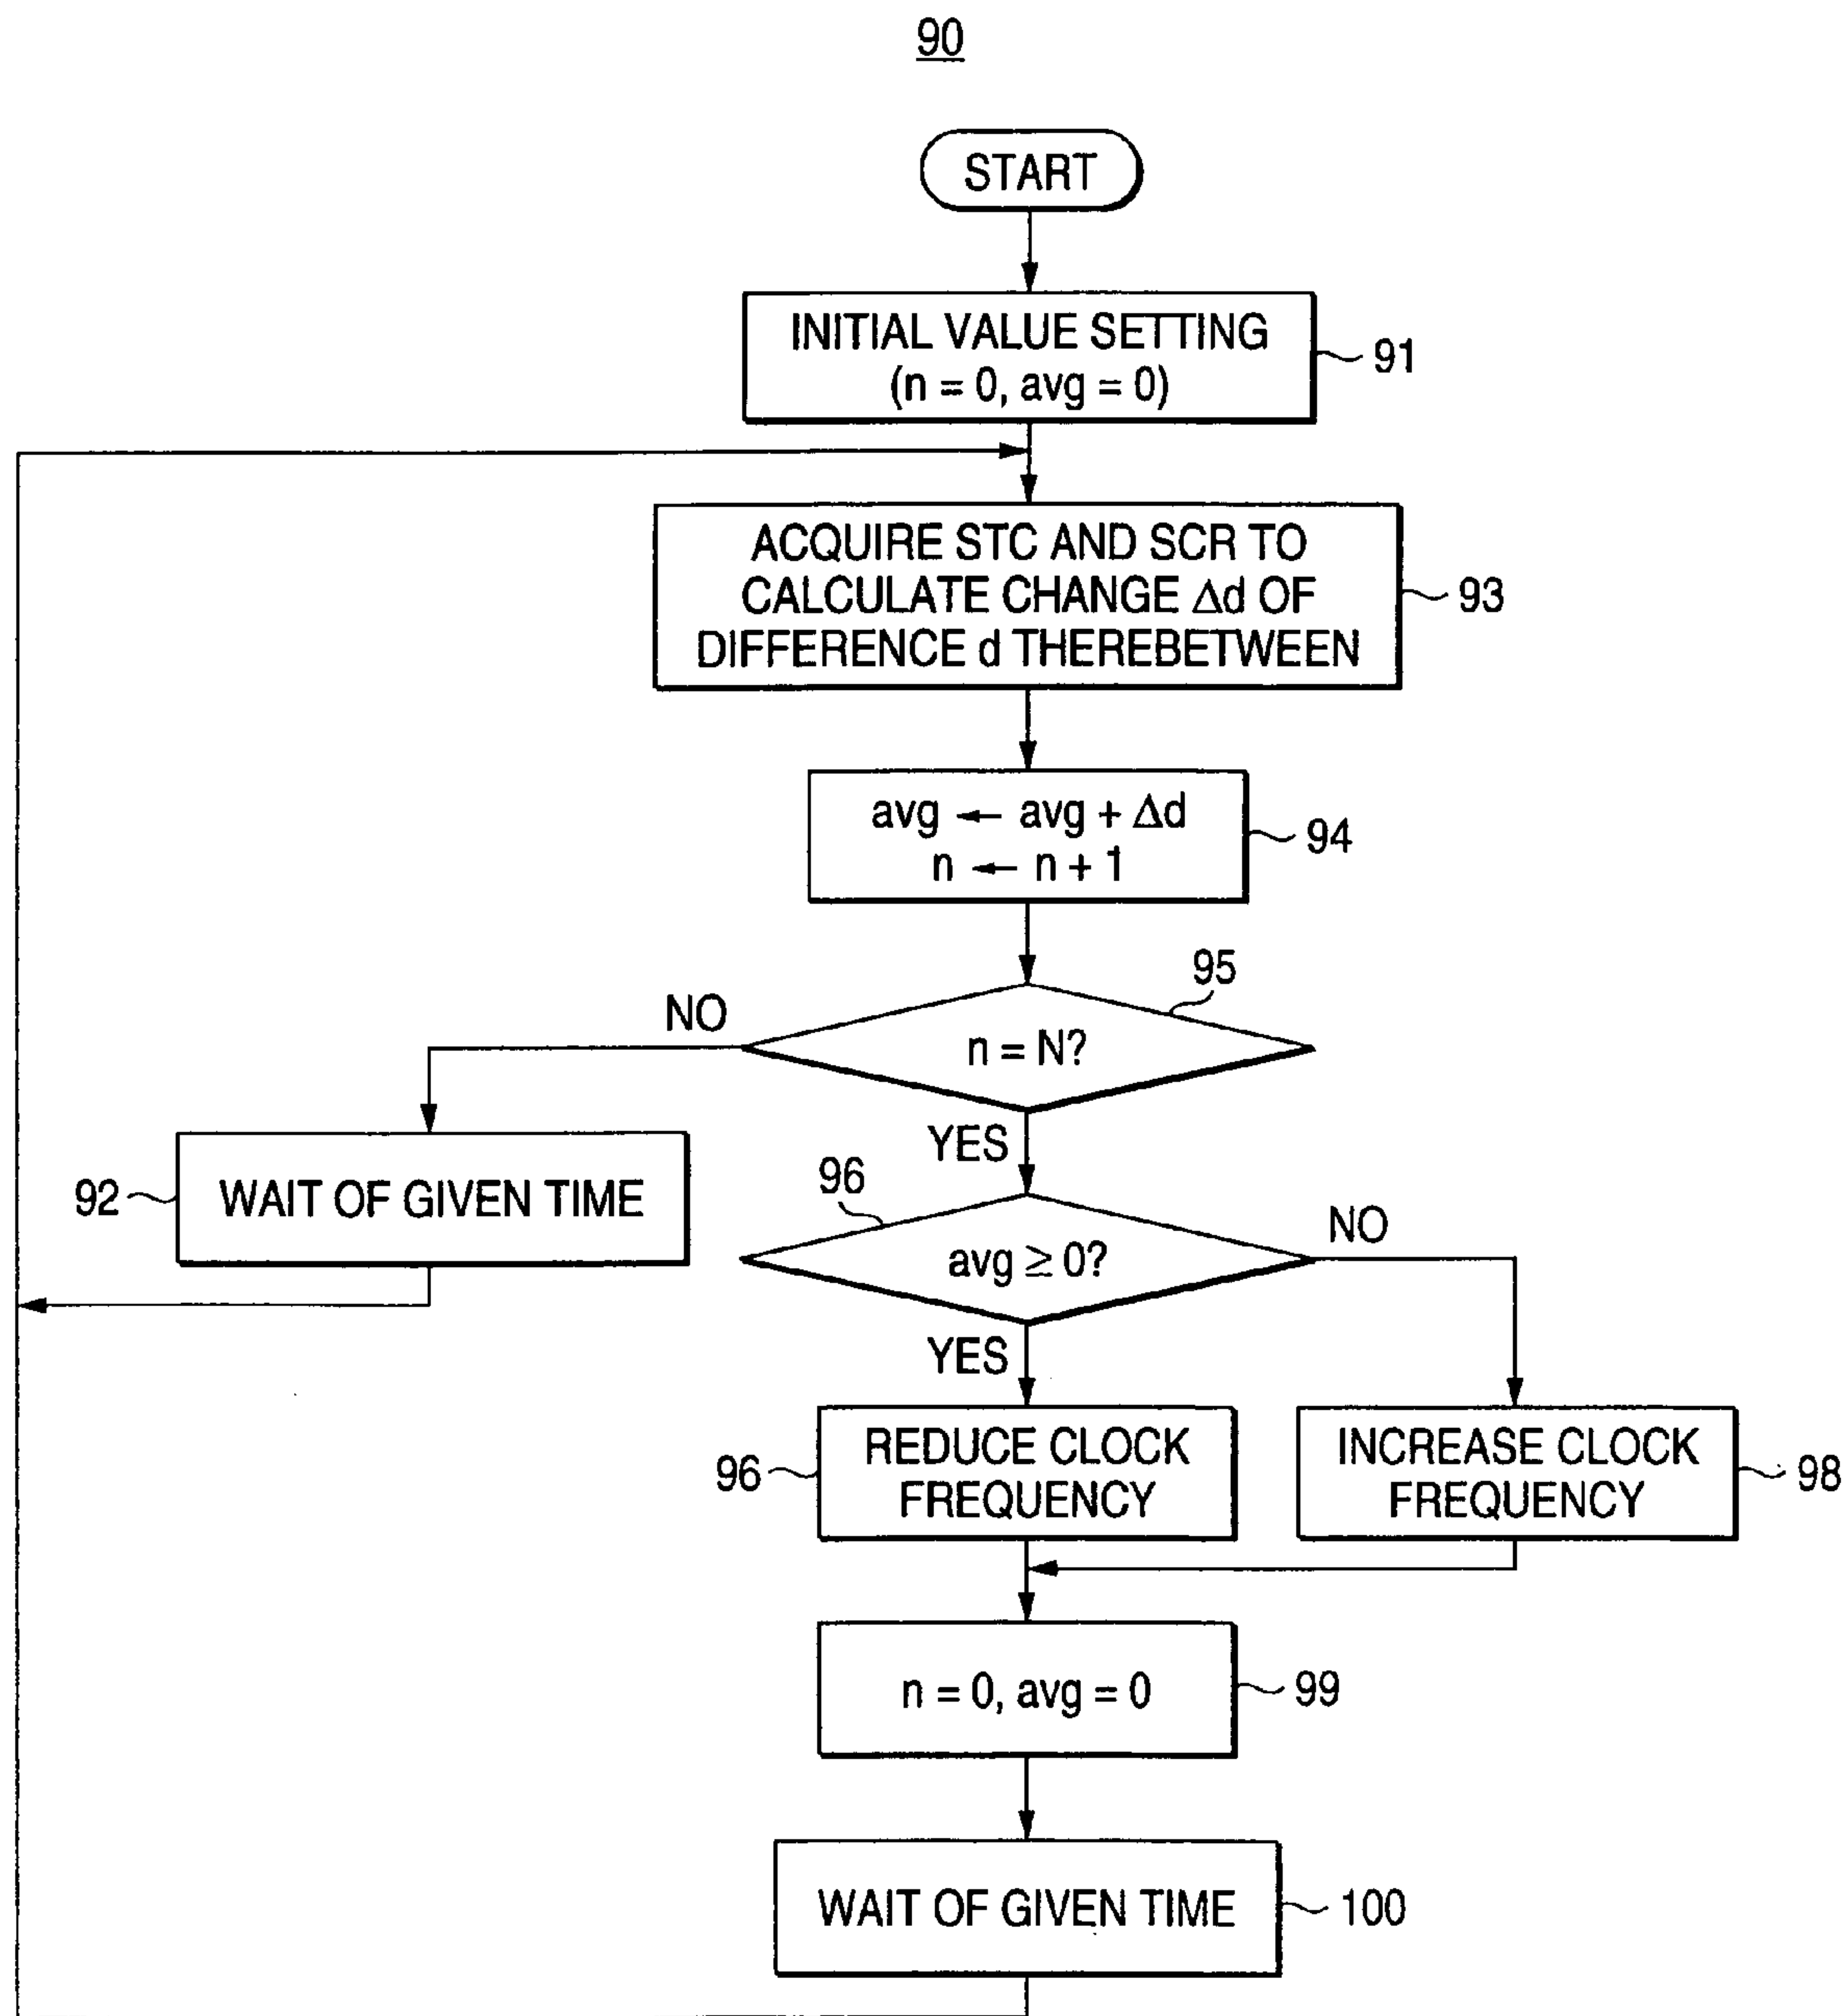 90
START
INITIAL VALUE SETTING
(n = 0, avg = 0)
91
ACQUIRE STC AND SCR TO
CALCULATE CHANGE Δd OF
DIFFERENCE d THEREBETWEEN
93
avg ← avg + Δd
n ← n + 1
94
95
NO
n = N?
YES
92
WAIT OF GIVEN TIME
96
avg ≥ 0?
NO
YES
96
REDUCE CLOCK
FREQUENCY
INCREASE CLOCK
FREQUENCY
98
n = 0, avg = 0
99
WAIT OF GIVEN TIME
100